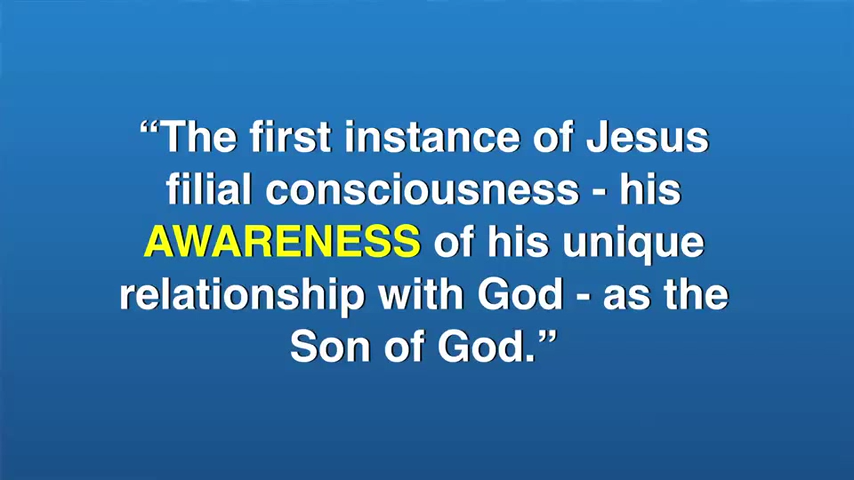 “The first instance of Jesus
filial consciousness - his
AWARENESS of his unique
relationship with God - as the
Son of God.”